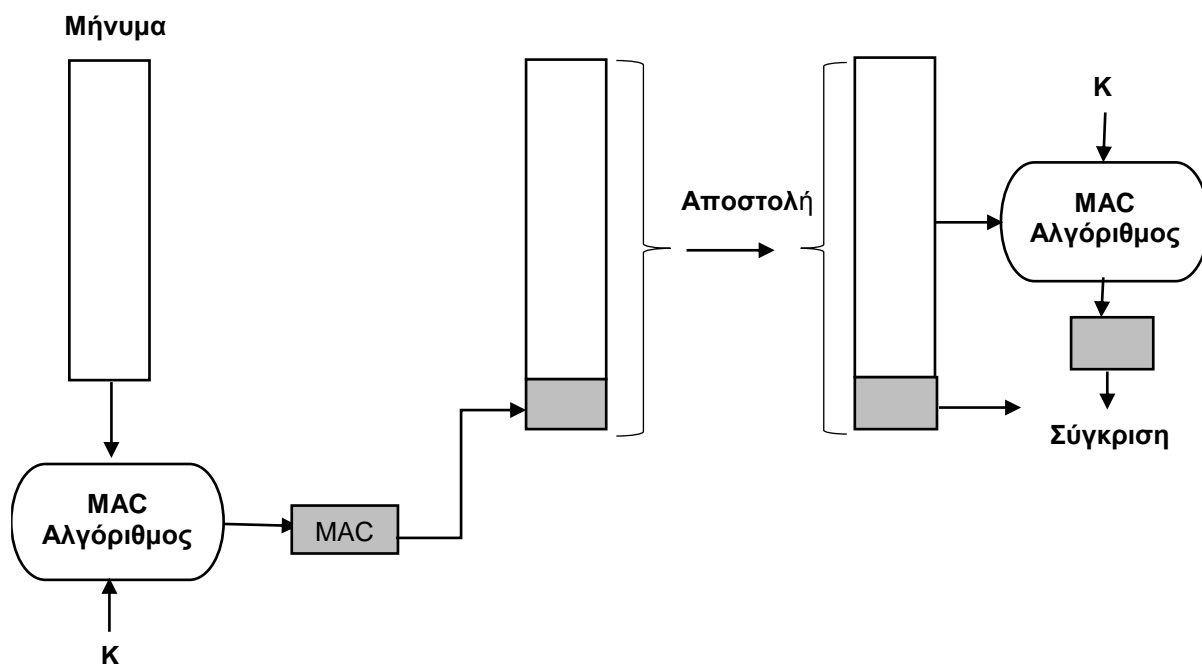 Μήνυμα
MAC
Αλγόριθμος
K
MAC
Αποστολή
K
MAC
Αλγόριθμος
Σύγκριση